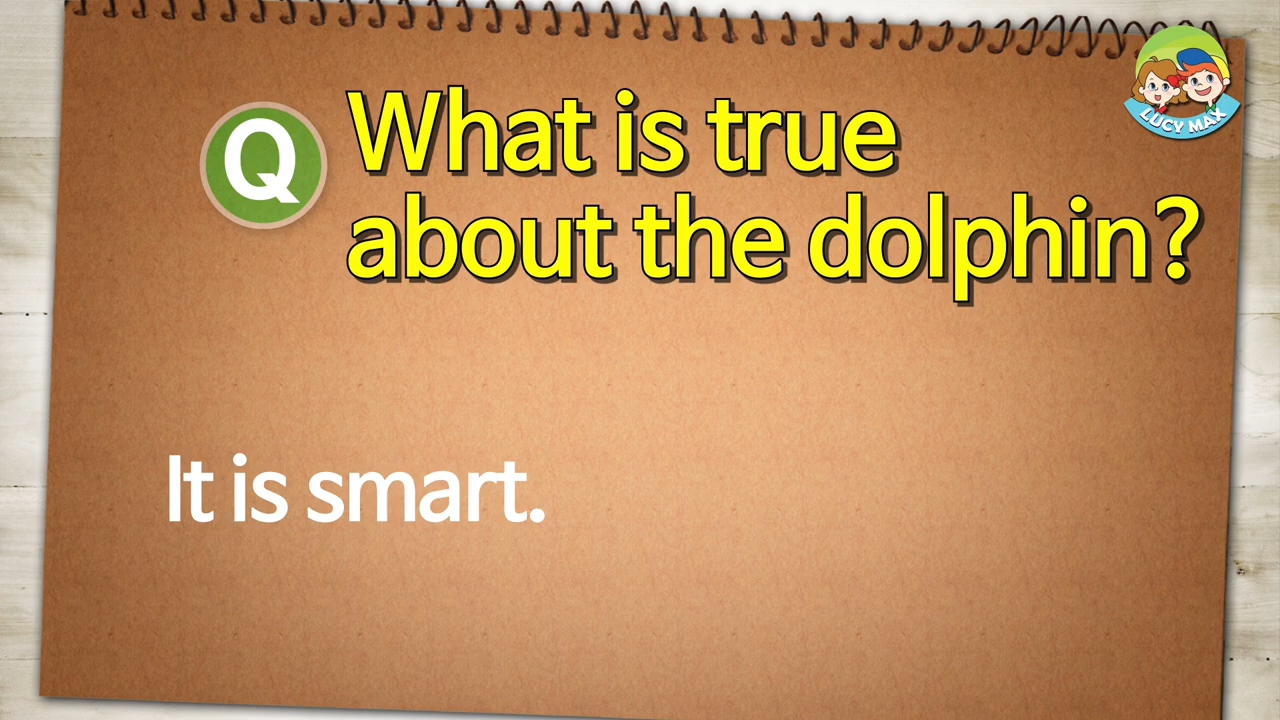 LUCY MAX
Q
What is true
about the dolphin?
It is smart.